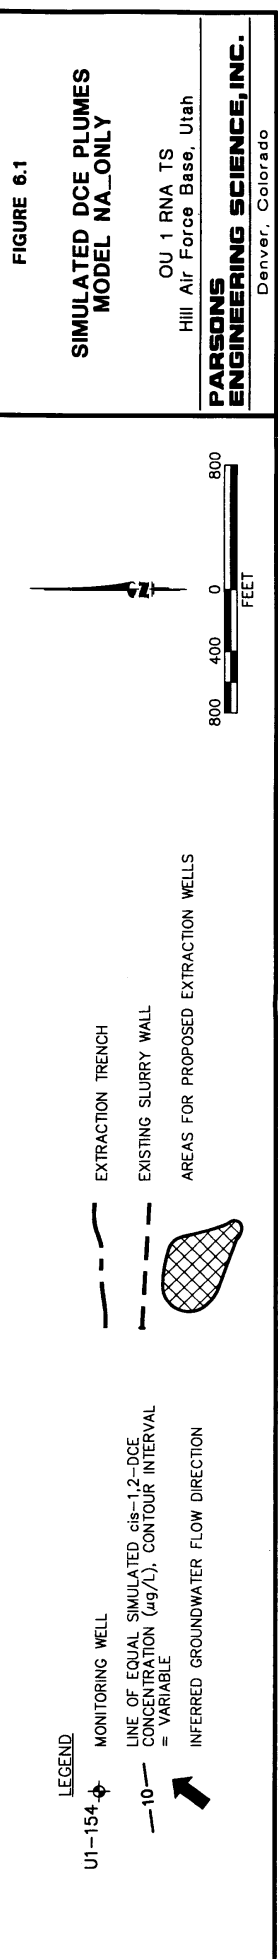 LEGEND
U1-154 MONITORING WELL
—10— LINE OF EQUAL SIMULATED cis-1,2-DCE
CONCENTRATION (µg/L), CONTOUR INTERVAL
= VARIABLE
INFERRED GROUNDWATER FLOW DIRECTION
EXTRACTION TRENCH
EXISTING SLURRY WALL
AREAS FOR PROPOSED EXTRACTION WELLS
N
800 400 0 800
FEET
FIGURE 6.1
SIMULATED DCE PLUMES
MODEL NA_ONLY
OU 1 RNA TS
Hill Air Force Base, Utah
PARSONS
ENGINEERING SCIENCE, INC.
Denver, Colorado